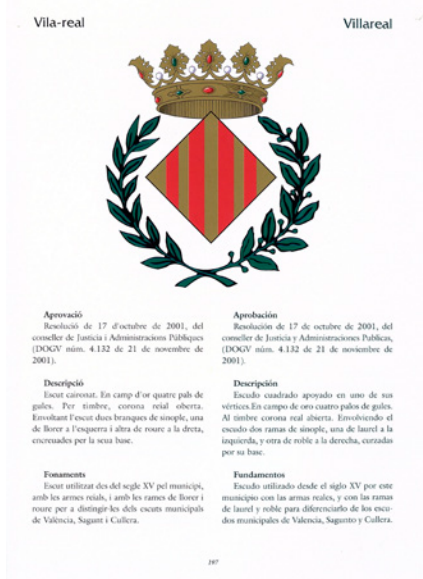 Vila-real
Villareal
Aprovació
Resolució de 17 d'octubre de 2001, del
conseller de Justicia i Administracions Públiques
(DOGV núm. 4.132 de 21 de novembre de
2001).
Descripció
Escut caironat. En camp d'or quatre pals de
gules. Per timbre, corona reial oberta.
Envoltant l'escut dues branques de sinople, una
de llorer a l'esquerra i altra de roure a la dreta,
encreuades per la seua base.
Fonaments
Escut utilitzat des del segle XV pel municipi,
amb les armes reials, i amb les rames de llorer i
roure per a distingir-les dels escuts municipals
de València, Sagunt i Cullera.
Aprobación
Resolución de 17 de octubre de 2001, del
conseller de Justicia y Administraciones Publicas,
(DOGV núm. 4.132 de 21 de noviembre de
2001).
Descripción
Escudo cuadrado apoyado en uno de sus
vértices.En campo de oro cuatro palos de gules.
Al timbre corona real abierta. Envolviendo el
escudo dos ramas de sinople, una de laurel a la
izquierda, y otra de roble a la derecha, curzadas
por su base.
Fundamentos
Escudo utilizado desde el siglo XV por este
municipio con las armas reales, y con las ramas
de laurel y roble para diferenciarlo de los escu-
dos municipales de Valencia, Sagunto y Cullera.
197